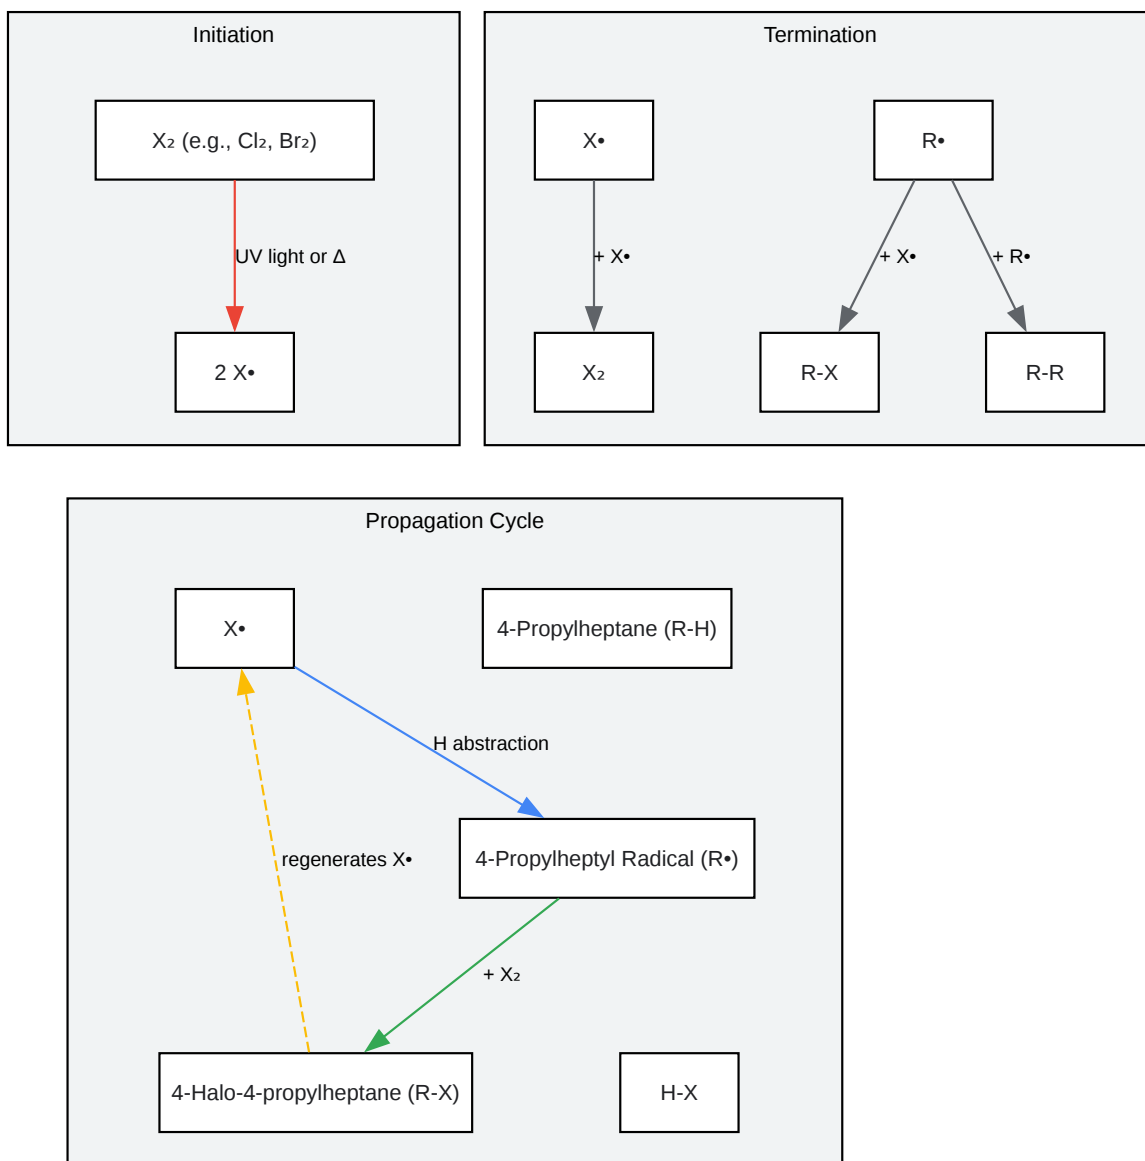 Initiation
X₂ (e.g., Cl₂, Br₂)
UV light or Δ
2 X•
Termination
X•
R•
+ X•
+ X•
+ R•
X₂
R-X
R-R
Propagation Cycle
X•
4-Propylheptane (R-H)
H abstraction
4-Propylheptyl Radical (R•)
regenerates X•
+ X₂
4-Halo-4-propylheptane (R-X)
H-X